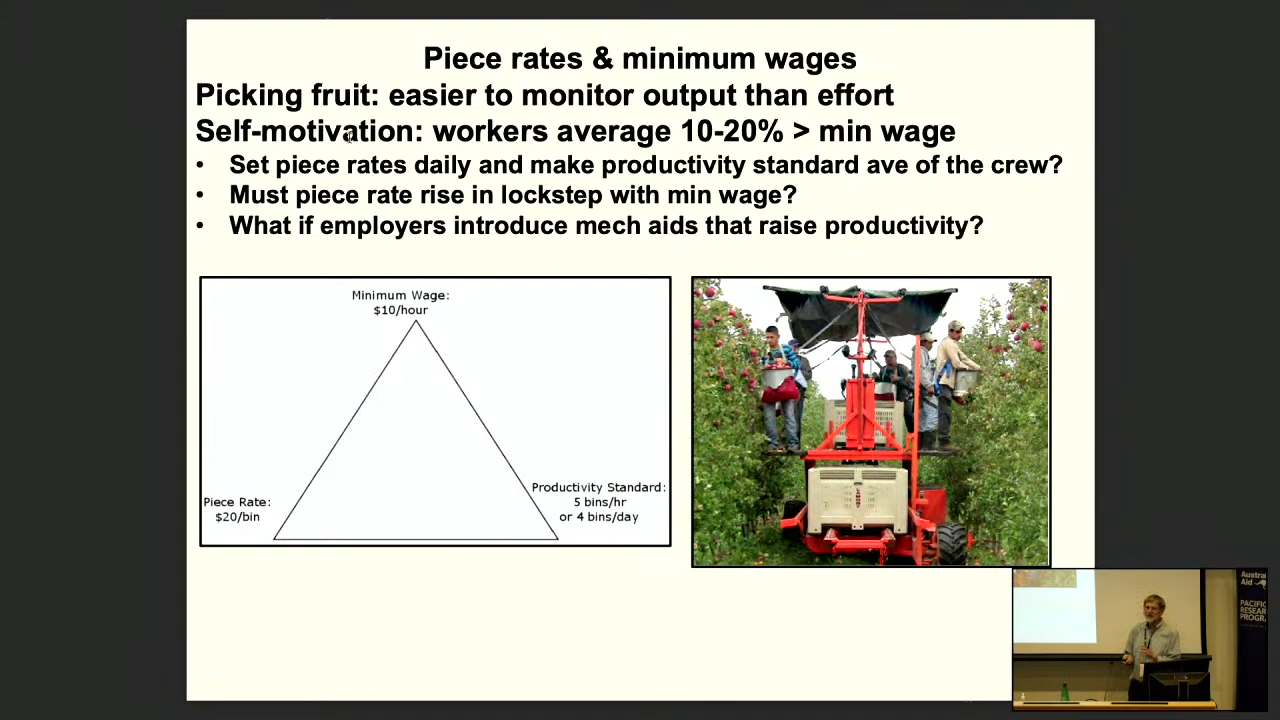 Piece rates & minimum wages
Picking fruit: easier to monitor output than effort
Self-motivation: workers average 10-20% > min wage
• Set piece rates daily and make productivity standard ave of the crew?
• Must piece rate rise in lockstep with min wage?
• What if employers introduce mech aids that raise productivity?
Minimum Wage:
$10/hour
Piece Rate:
$20/bin
Productivity Standard:
5 bins/hr
or 4 bins/day
Aid